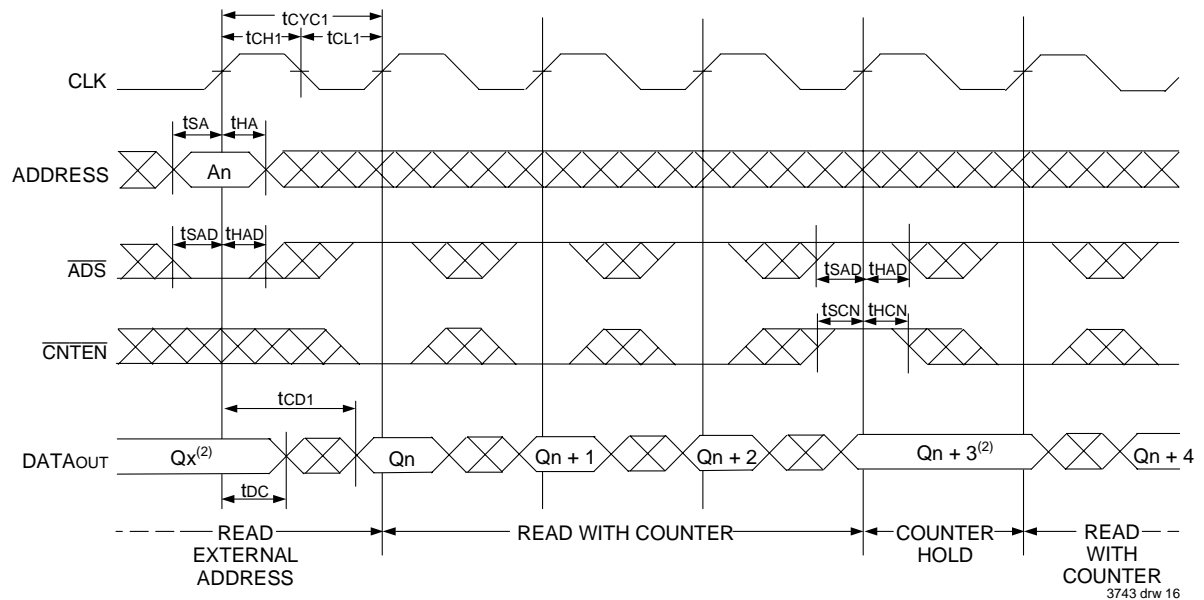 tCYC1
tCH1 tCL1
CLK
tSA tHA
ADDRESS An
tSAD tHAD
ADS
tSAD tHAD
tSCN tHCN
CNTEN
tCD1
DATAOUT Qx(2) Qn Qn + 1 Qn + 2 Qn + 3(2) Qn + 4
tDC
READ EXTERNAL ADDRESS
READ WITH COUNTER
COUNTER HOLD
READ WITH COUNTER
3743 drw 16